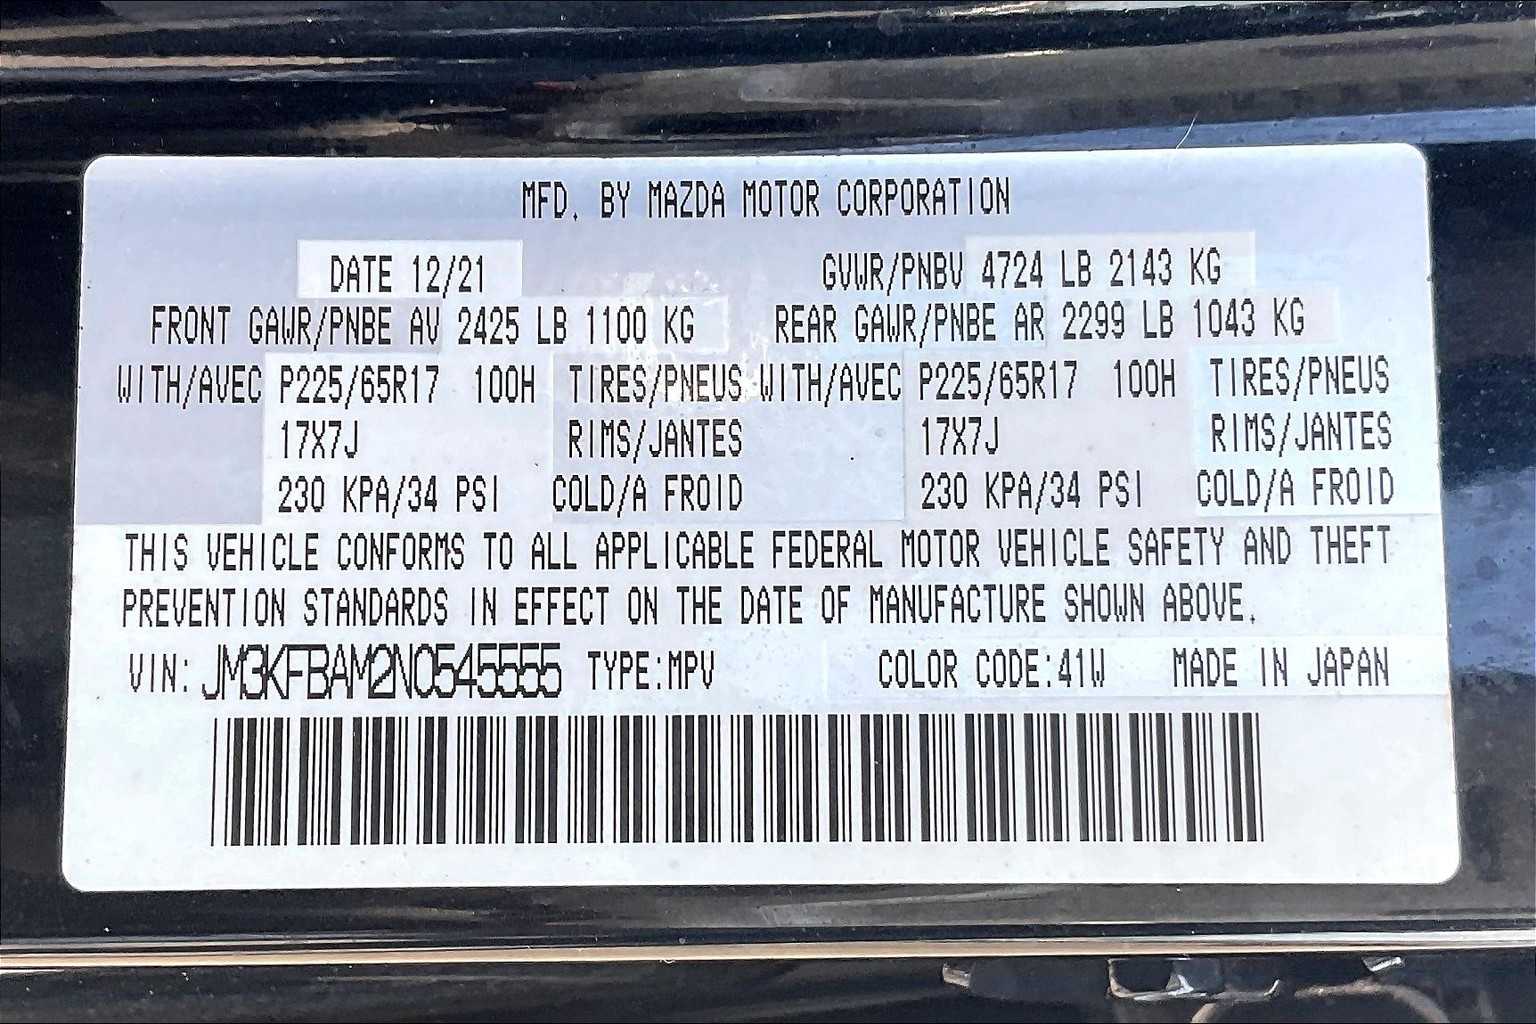 MFD. BY MAZDA MOTOR CORPORATION
DATE 12/21 GVWR/PNBV 4724 LB 2143 KG
FRONT GAWR/PNBE AV 2425 LB 1100 KG REAR GAWR/PNBE AR 2299 LB 1043 KG
WITH/AVEC P225/65R17 100H TIRES/PNEUS WITH/AVEC P225/65R17 100H TIRES/PNEUS
17X7J RIMS/JANTES 17X7J RIMS/JANTES
230 KPA/34 PSI COLD/A FROID 230 KPA/34 PSI COLD/A FROID
THIS VEHICLE CONFORMS TO ALL APPLICABLE FEDERAL MOTOR VEHICLE SAFETY AND THEFT
PREVENTION STANDARDS IN EFFECT ON THE DATE OF MANUFACTURE SHOWN ABOVE.
VIN: JM3KFBAM2N0545555 TYPE:MPV COLOR CODE:41W MADE IN JAPAN